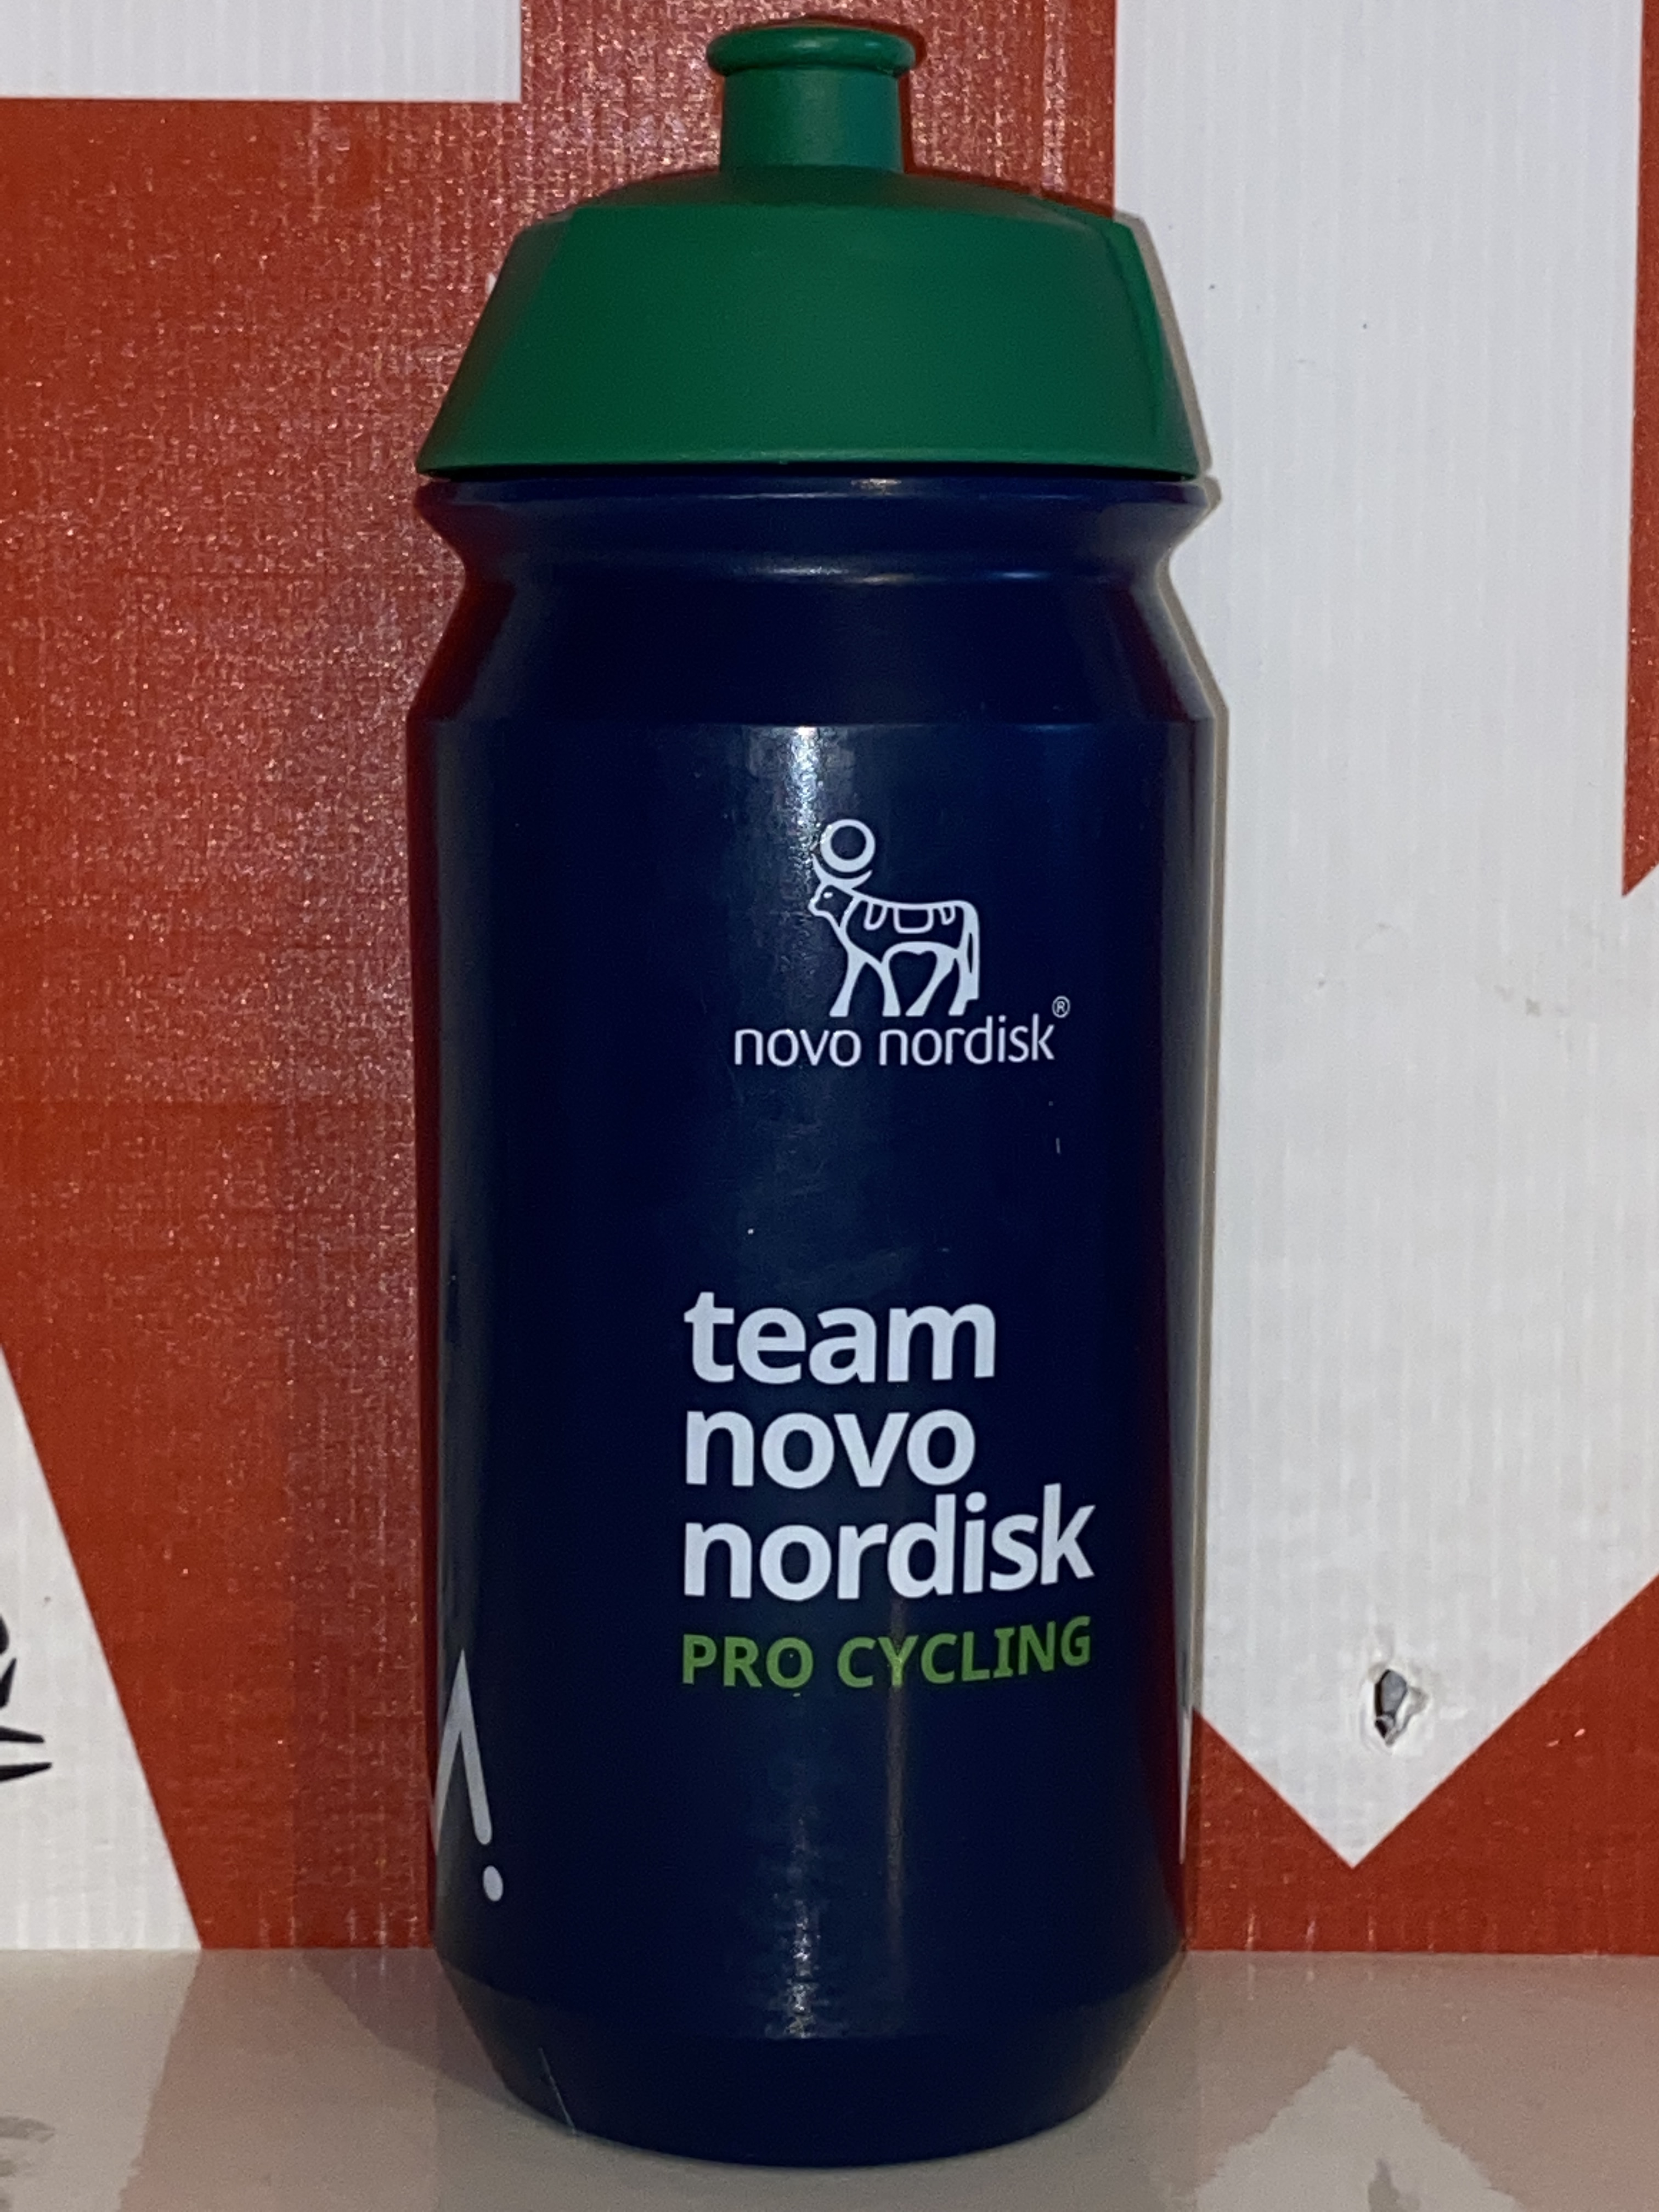 novo nordisk®
team
novo
nordisk
PRO CYCLING